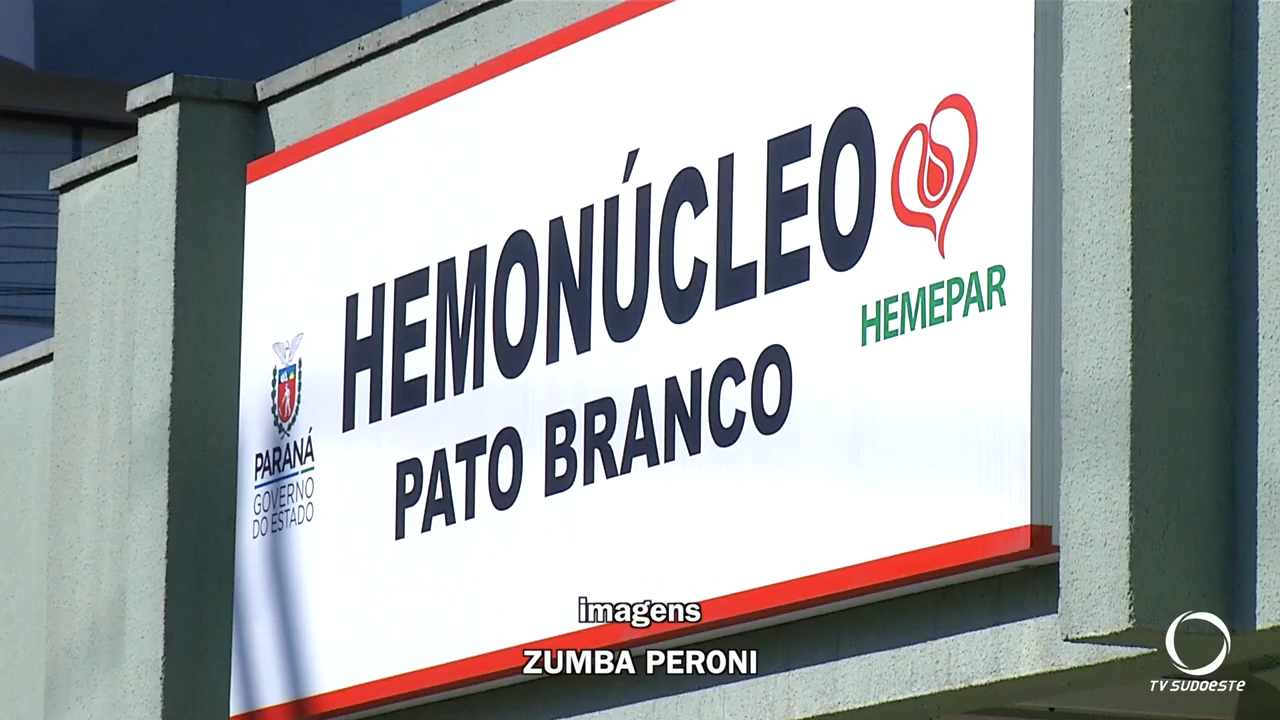 HEMONÚCLEO
PATO BRANCO
HEMEPAR
PARANÁ
GOVERNO
DO ESTADO
imagens
ZUMBA PERONI
TV SUDOESTE